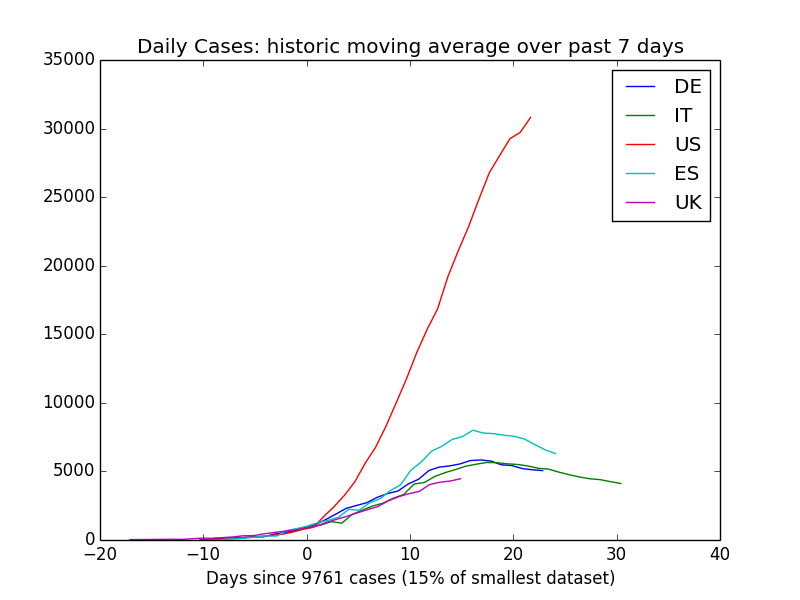 Daily Cases: historic moving average over past 7 days
35000
30000
25000
20000
15000
10000
5000
0
DE
IT
US
ES
UK
−20 −10 0 10 20 30 40
Days since 9761 cases (15% of smallest dataset)